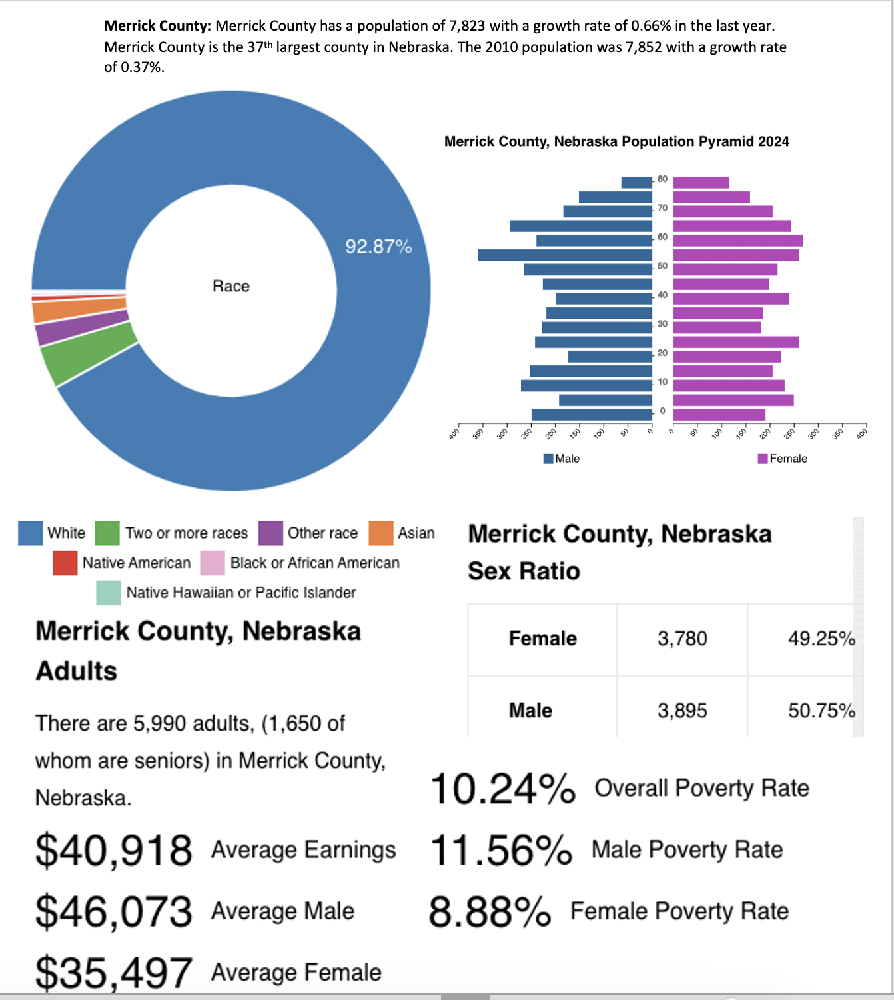 Merrick County: Merrick County has a population of 7,823 with a growth rate of 0.66% in the last year.
Merrick County is the 37th largest county in Nebraska. The 2010 population was 7,852 with a growth rate
of 0.37%.
92.87%
Race
White Two or more races Other race Asian
Native American Black or African American
Native Hawaiian or Pacific Islander
Merrick County, Nebraska Population Pyramid 2024
80
70
60
50
40
30
20
10
0
400 350 300 250 200 150 100 50 0 0 50 100 150 200 250 300 350 400
Male Female
Merrick County, Nebraska
Sex Ratio
Female 3,780 49.25%
Male 3,895 50.75%
Merrick County, Nebraska
Adults
There are 5,990 adults, (1,650 of
whom are seniors) in Merrick County,
Nebraska.
$40,918 Average Earnings
$46,073 Average Male
$35,497 Average Female
10.24% Overall Poverty Rate
11.56% Male Poverty Rate
8.88% Female Poverty Rate